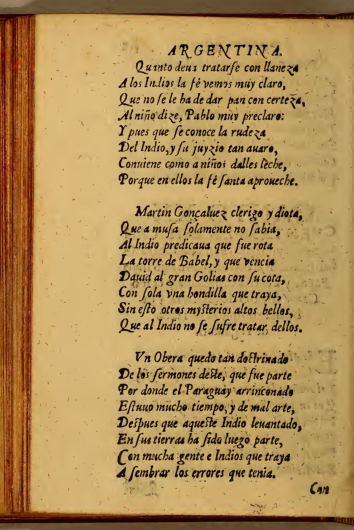 ARGENTINA.
Quinto deua tratarſe con llaneza
A los Indios la fé vemos muy claro,
Que no ſe le ha de dar pan con certeza,
Al niño dize, Pablo muy preclaro:
Y pues que ſe conoce la rudeza
Del Indio, y ſu juyzio tan auaro,
Conuiene como a niños dalles leche,
Porque en ellos la fé ſanta aproueche.
Martin Gonçaluez clerigo ydiota,
Que a muſa ſolamente no ſabia,
Al Indio predicaua que fue rota
La torre de Babel, y que vencia
Dauid al gran Golias con ſu cota,
Con ſola vna hondilla que traya,
Sin eſto otros myſterios altos bellos,
Que al Indio no ſe ſufre tratar dellos.
Vn Obera quedo tan doctrinado
De los ſermones deſte, que fue parte
Por donde el Paraguay arrinconado
Eſtuuo mucho tiempo, y de mal arte,
Deſpues que aqueſte Indio leuantado,
En ſus tierras ha ſido luego parte,
Con mucha gente e Indios que traya
A ſembrar los errores que tenia.
Can